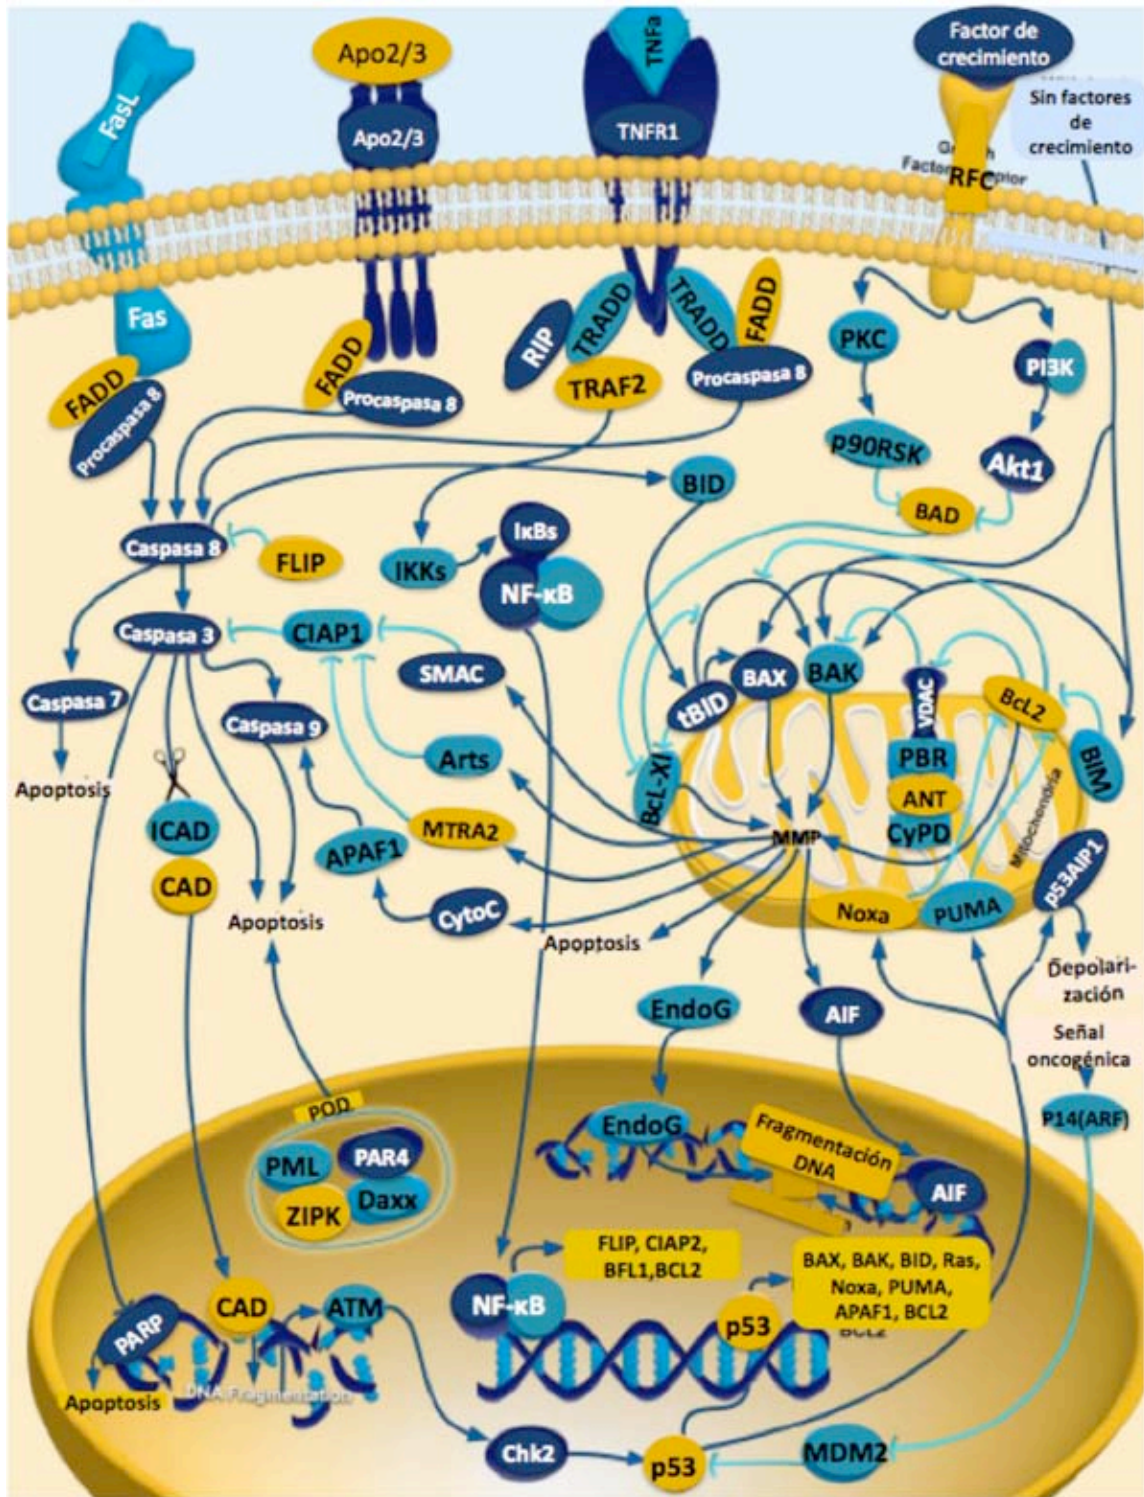 FasL
Apo2/3
Apo2/3
TNFa
TNFR1
Factor de
crecimiento
Sin factores
de
crecimiento
RFC
Fas
FADD
Procaspasa 8
FADD
Procaspasa 8
RIP
TRADD
TRAF2
TRADD
FADD
Procaspasa 8
PKC
PI3K
p90RSK
Akt1
BAD
BID
Caspasa 8
FLIP
IKKs
IκBs
NF-κB
Caspasa 3
CIAP1
SMAC
tBID
BAX
BAK
VDAC
BcL2
BIM
Caspasa 7
Caspasa 9
Arts
BcL-Xl
PBR
ANT
CyPD
Mitochondria
Apoptosis
ICAD
CAD
APAF1
MTRA2
MMP
p53AIP1
Apoptosis
CytoC
Apoptosis
Noxa
PUMA
Depolari-
zación
EndoG
AIF
Señal
oncogénica
P14(ARF)
POD
PML
PAR4
ZIPK
Daxx
EndoG
Fragmentación
DNA
AIF
FLIP, CIAP2,
BFL1,BCL2
BAX, BAK, BID, Ras,
Noxa, PUMA,
APAF1, BCL2
BCL2
PARP
CAD
ATM
NF-κB
p53
Apoptosis
DNA Fragmentation
Chk2
p53
MDM2